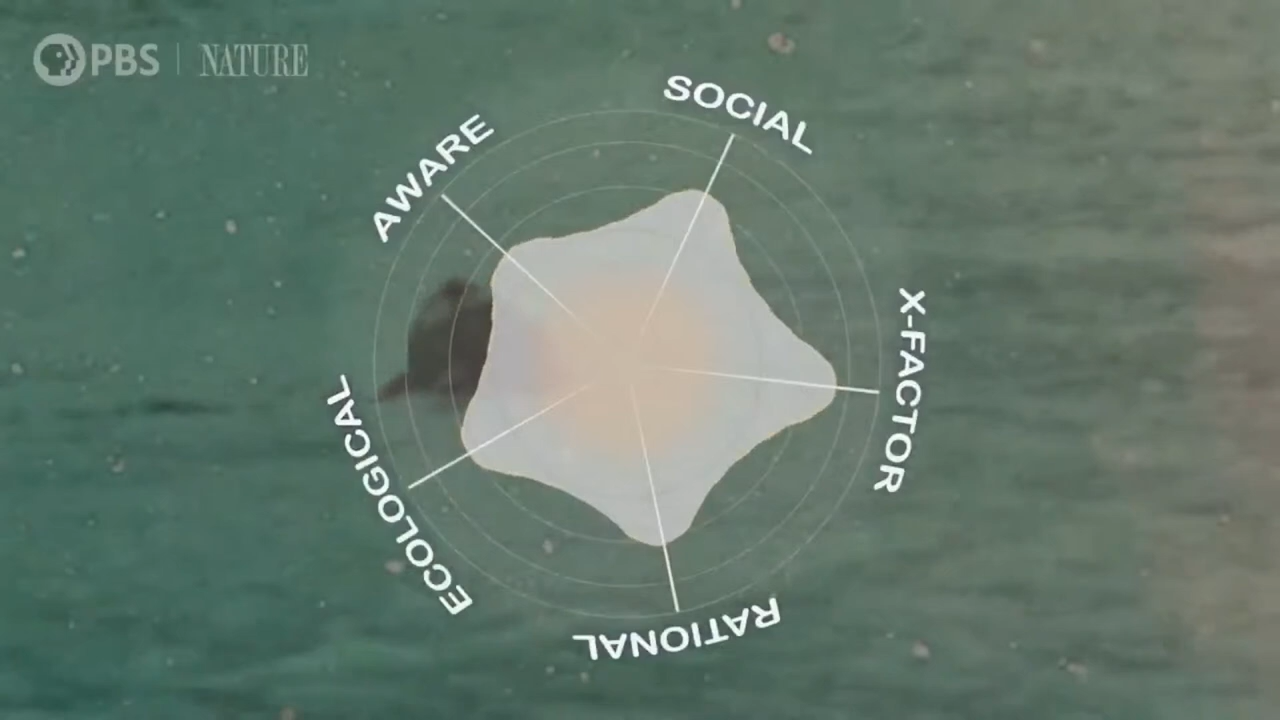 PBS | NATURE
SOCIAL
AWARE
X-FACTOR
ECOLOGICAL
RATIONAL